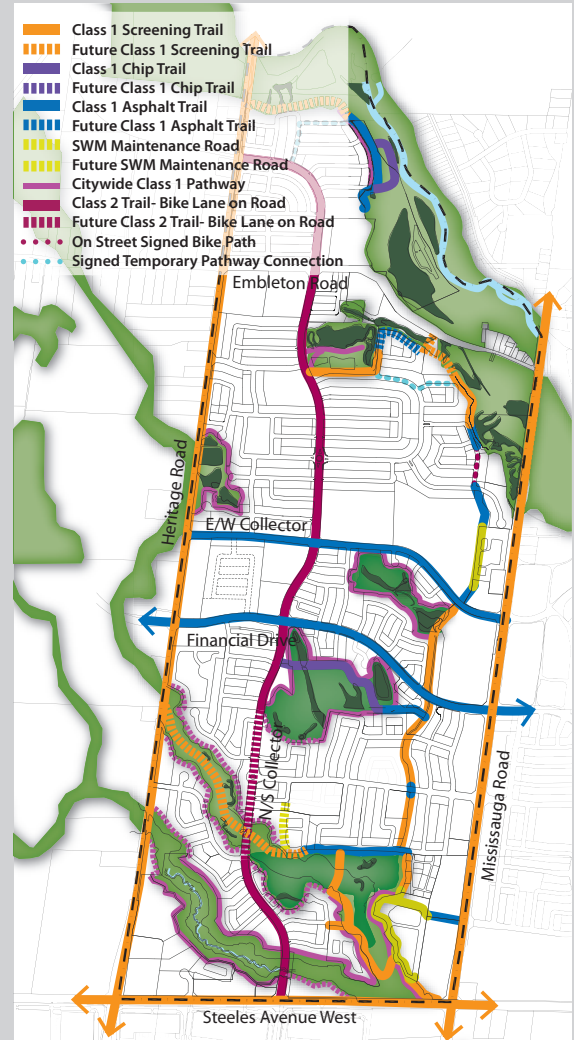 Class 1 Screening Trail
Future Class 1 Screening Trail
Class 1 Chip Trail
Future Class 1 Chip Trail
Class 1 Asphalt Trail
Future Class 1 Asphalt Trail
SWM Maintenance Road
Future SWM Maintenance Road
Citywide Class 1 Pathway
Class 2 Trail- Bike Lane on Road
Future Class 2 Trail- Bike Lane on Road
On Street Signed Bike Path
Signed Temporary Pathway Connection
Embleton Road
Heritage Road
E/W Collector
Financial Drive
N/S Collector
Mississauga Road
Steeles Avenue West